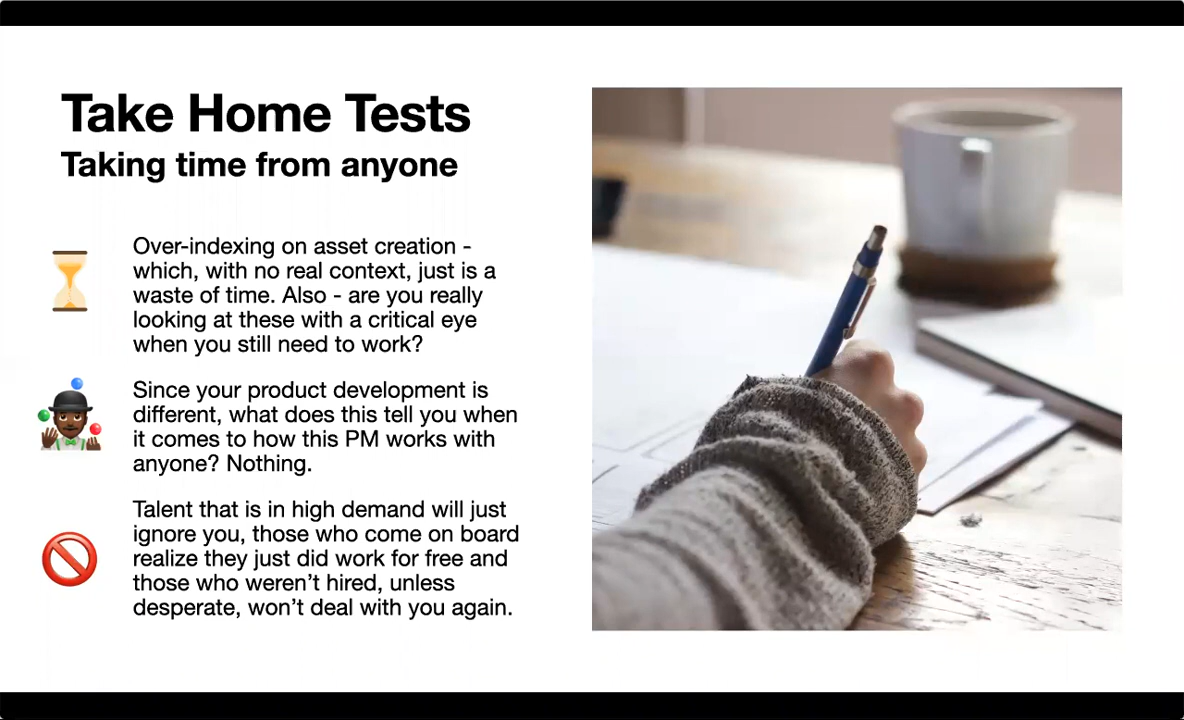 Take Home Tests
Taking time from anyone
Over-indexing on asset creation -
which, with no real context, just is a
waste of time. Also - are you really
looking at these with a critical eye
when you still need to work?
Since your product development is
different, what does this tell you when
it comes to how this PM works with
anyone? Nothing.
Talent that is in high demand will just
ignore you, those who come on board
realize they just did work for free and
those who weren’t hired, unless
desperate, won’t deal with you again.